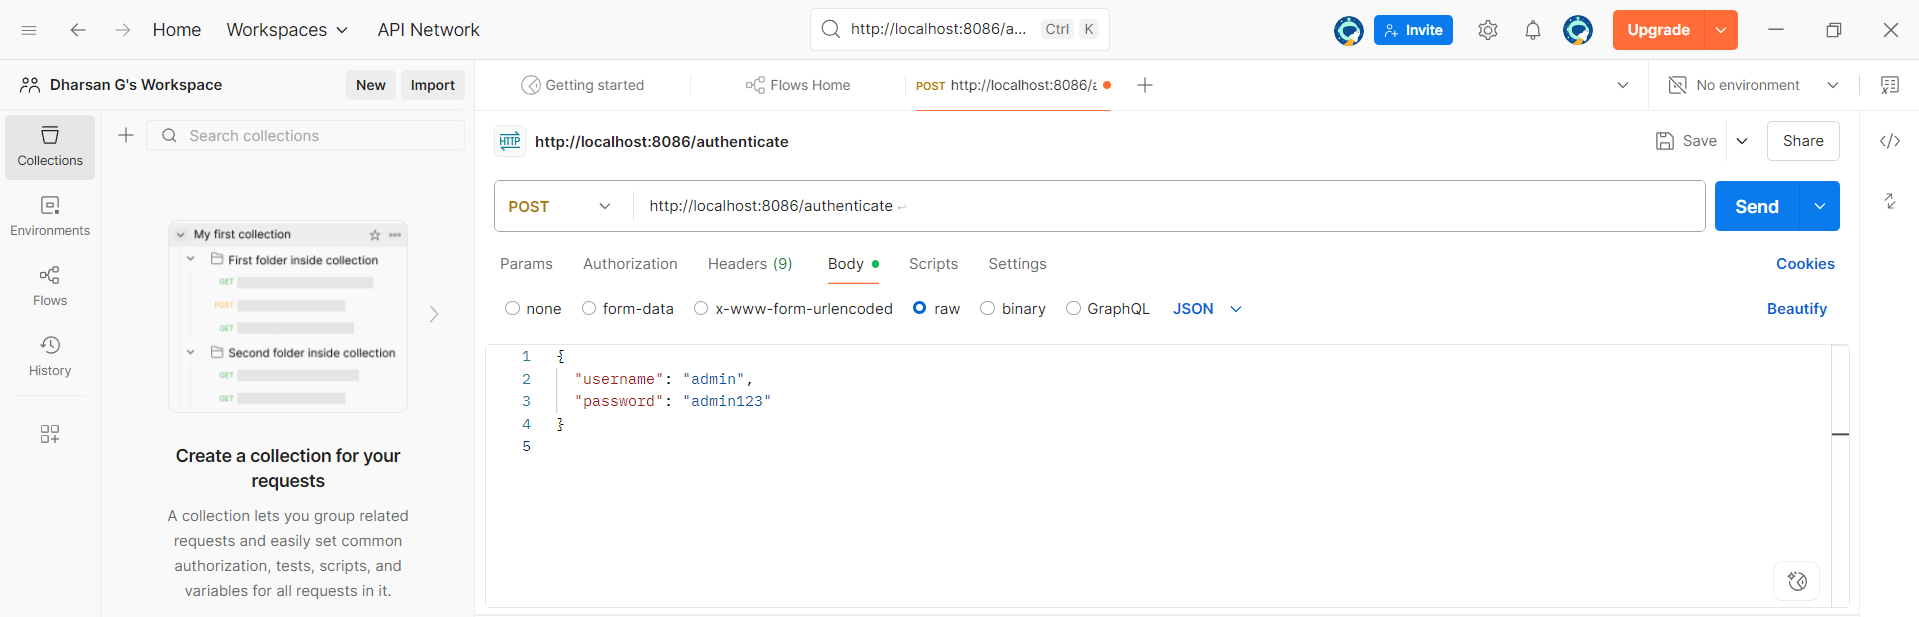 Home Workspaces API Network http://localhost:8086/a... Ctrl K Invite Upgrade
Dharsan G's Workspace New Import
Getting started Flows Home POST http://localhost:8086/a No environment
Collections
Environments
Flows
History
Search collections
My first collection
First folder inside collection
GET
POST
GET
Second folder inside collection
GET
GET
Create a collection for your
requests
A collection lets you group related
requests and easily set common
authorization, tests, scripts, and
variables for all requests in it.
HTTP http://localhost:8086/authenticate Save Share
POST http://localhost:8086/authenticate Send
Params Authorization Headers (9) Body Scripts Settings Cookies
none form-data x-www-form-urlencoded raw binary GraphQL JSON Beautify
1 {
2 "username": "admin",
3 "password": "admin123"
4 }
5